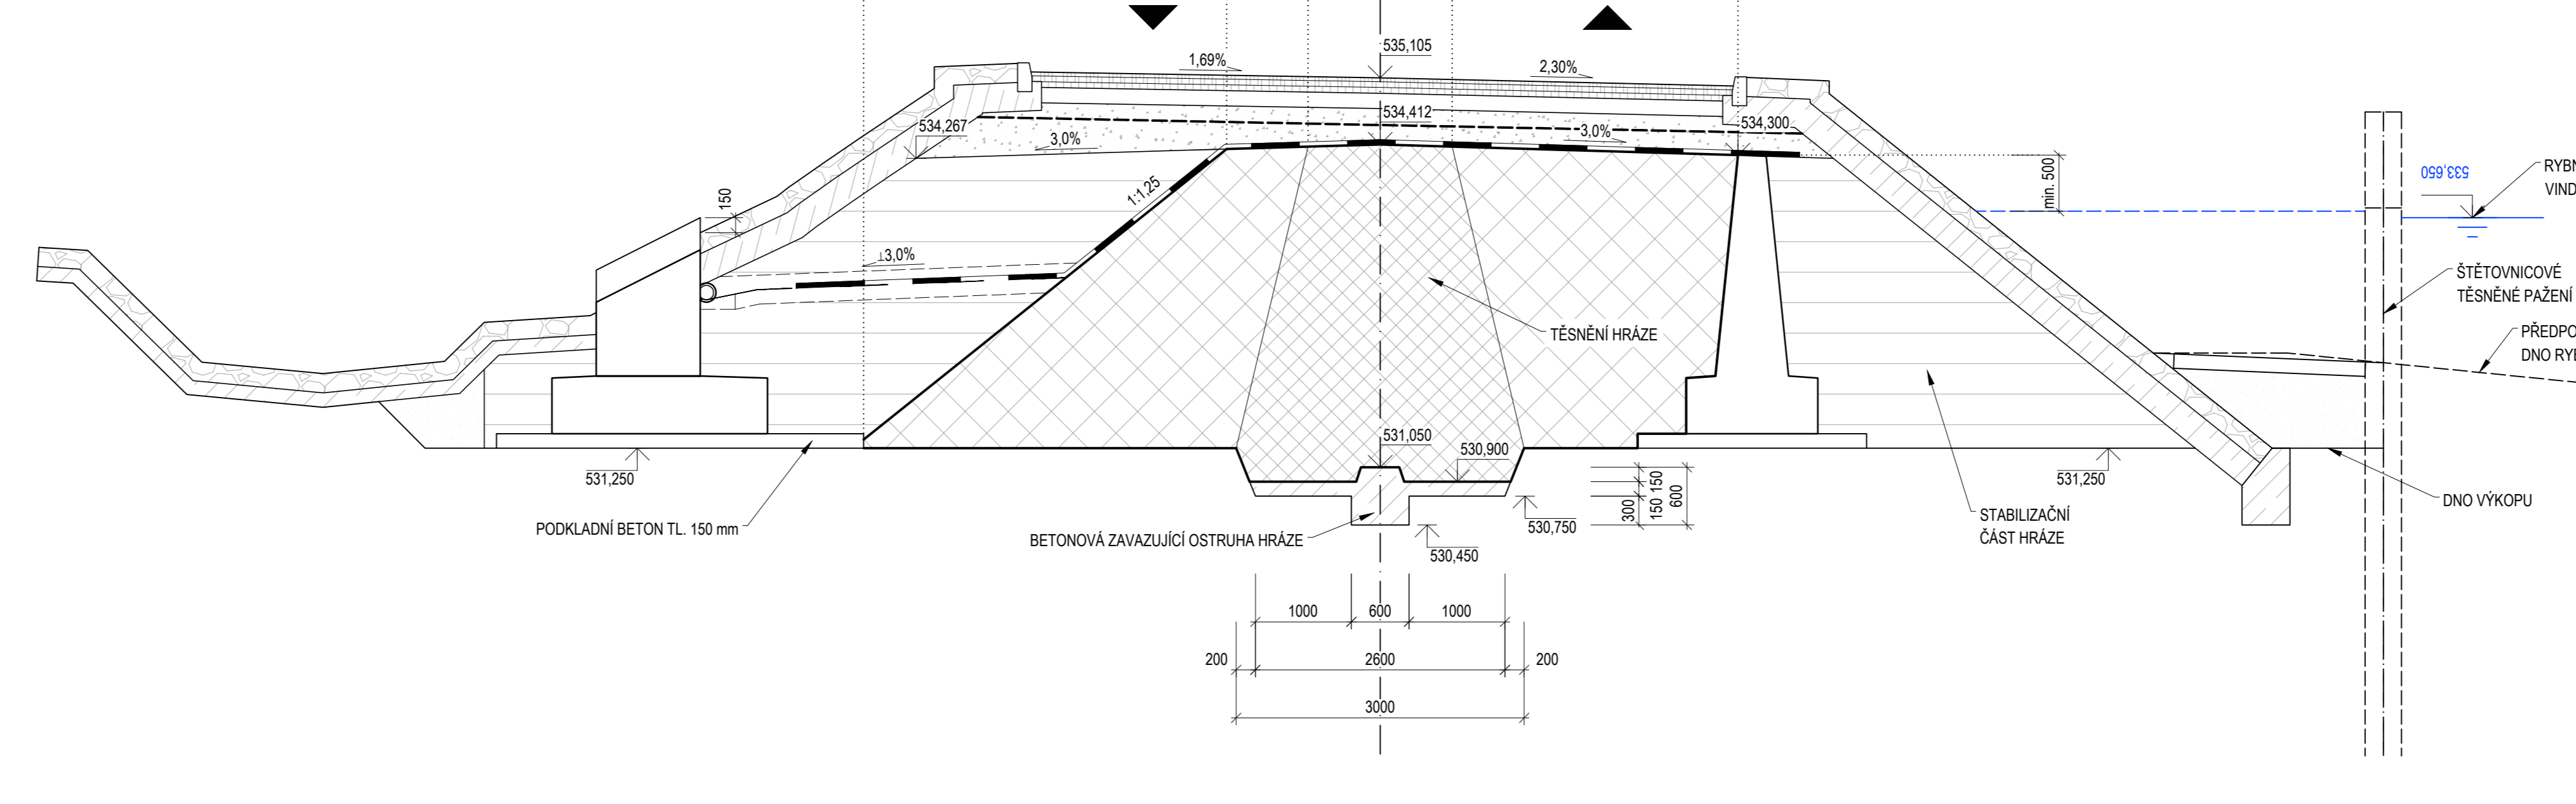 535,105
1,69%
2,30%
534,412
534,267
534,300
3,0%
3,0%
min. 500
533,650
RYBN
VIND
150
1:1,25
⊥3,0%
ŠTĚTOVNICOVÉ
TĚSNĚNÉ PAŽENÍ
TĚSNĚNÍ HRÁZE
PŘEDPO
DNO RYB
531,050
530,900
531,250
531,250
150 150
300
600
DNO VÝKOPU
PODKLADNÍ BETON TL. 150 mm
STABILIZAČNÍ
ČÁST HRÁZE
530,750
BETONOVÁ ZAVAZUJÍCÍ OSTRUHA HRÁZE
530,450
1000
600
1000
200
2600
200
3000